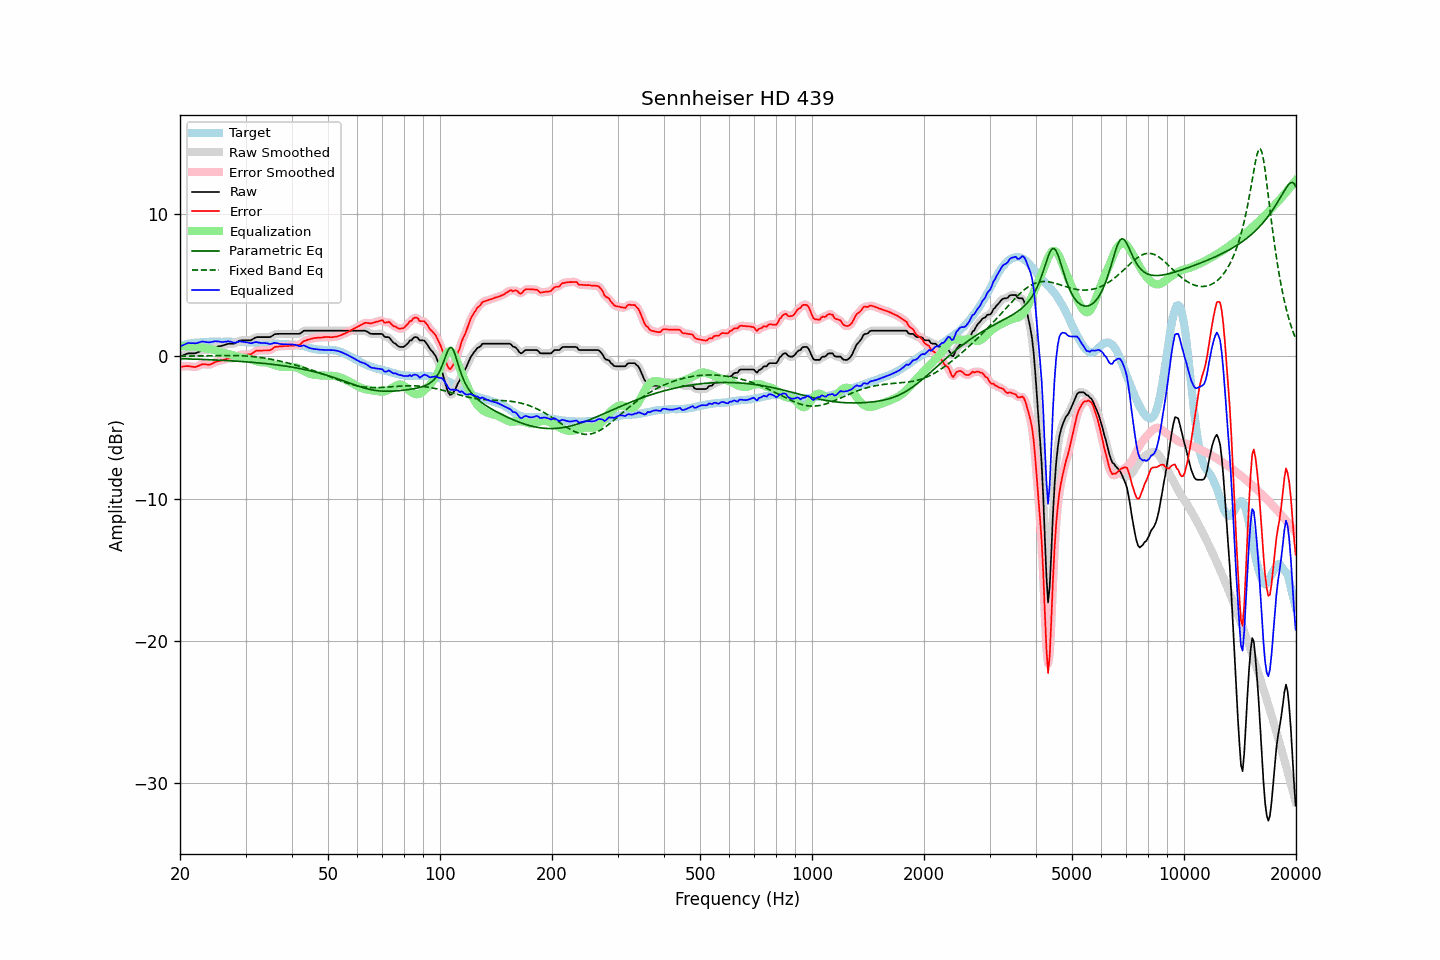 Sennheiser HD 439
Target
Raw Smoothed
Error Smoothed
Raw
Error
Equalization
Parametric Eq
Fixed Band Eq
Equalized
10
0
−10
−20
−30
Amplitude (dBr)
20 50 100 200 500 1000 2000 5000 10000 20000
Frequency (Hz)